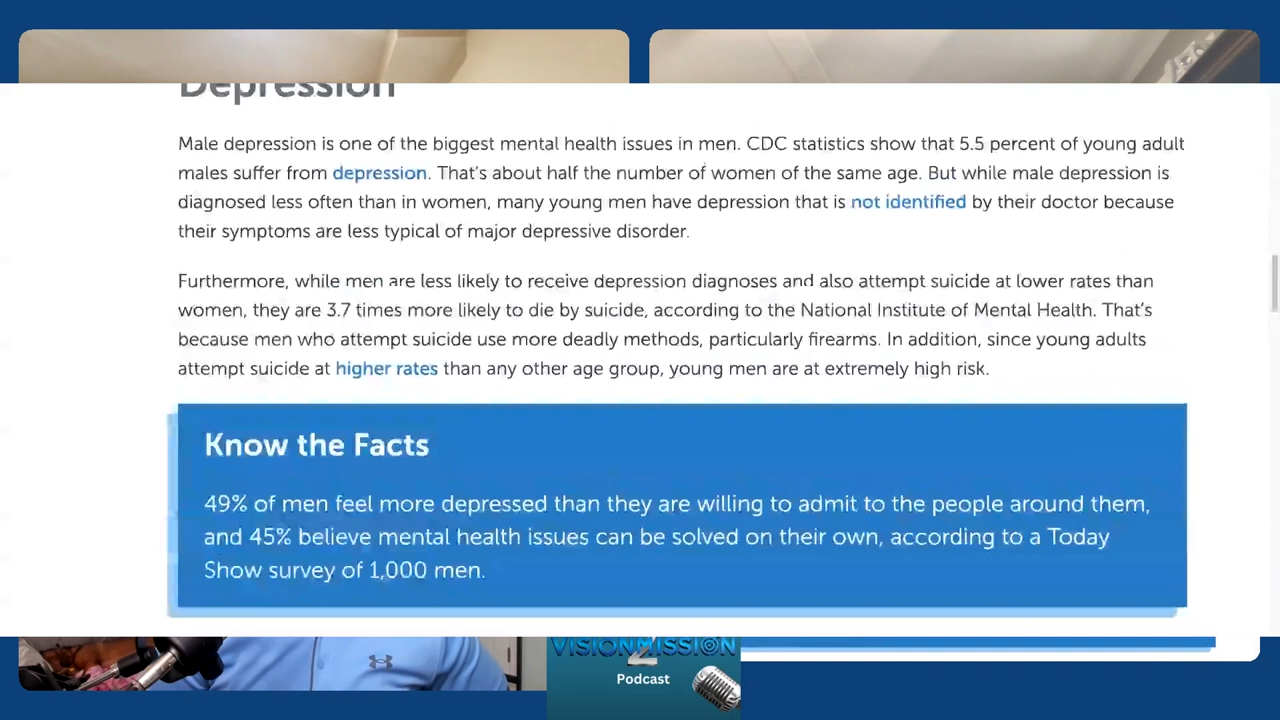 Depression
Male depression is one of the biggest mental health issues in men. CDC statistics show that 5.5 percent of young adult
males suffer from depression. That's about half the number of women of the same age. But while male depression is
diagnosed less often than in women, many young men have depression that is not identified by their doctor because
their symptoms are less typical of major depressive disorder.
Furthermore, while men are less likely to receive depression diagnoses and also attempt suicide at lower rates than
women, they are 3.7 times more likely to die by suicide, according to the National Institute of Mental Health. That's
because men who attempt suicide use more deadly methods, particularly firearms. In addition, since young adults
attempt suicide at higher rates than any other age group, young men are at extremely high risk.
Know the Facts
49% of men feel more depressed than they are willing to admit to the people around them,
and 45% believe mental health issues can be solved on their own, according to a Today
Show survey of 1,000 men.
VISION2MISSION
Podcast